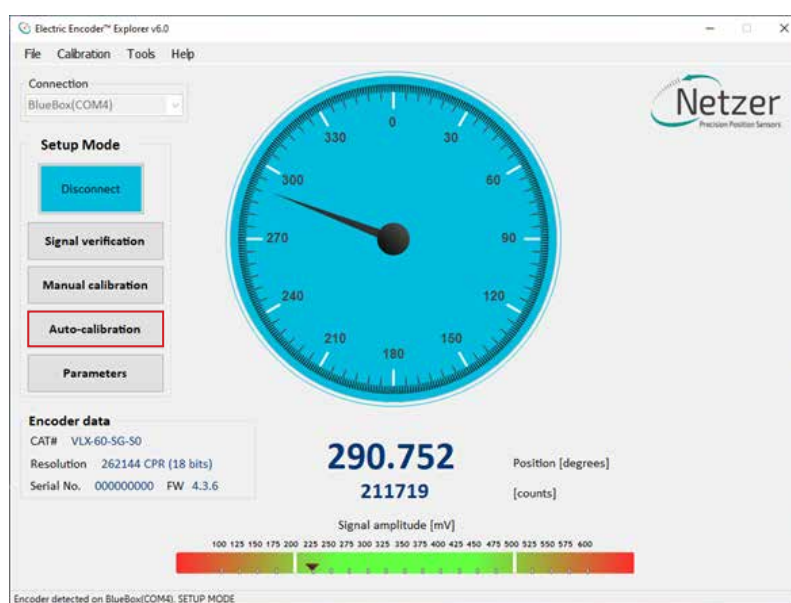 Electric Encoder™ Explorer v6.0
File Calibration Tools Help
Connection
BlueBox(COM4)
Netzer
Precision Position Sensors
Setup Mode
Disconnect
Signal verification
Manual calibration
Auto-calibration
Parameters
0
30
60
90
120
150
180
210
240
270
300
330
Encoder data
CAT# VLX-60-SG-S0
Resolution 262144 CPR (18 bits)
Serial No. 000000000 FW 4.3.6
290.752 Position [degrees]
211719 [counts]
Signal amplitude [mV]
100 125 150 175 200 225 250 275 300 325 350 375 400 425 450 475 500 525 550 575 600
Encoder detected on BlueBox(COM4), SETUP MODE